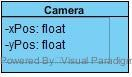 Camera
-xPos: float
-yPos: float
Powered By Visual Paradigm